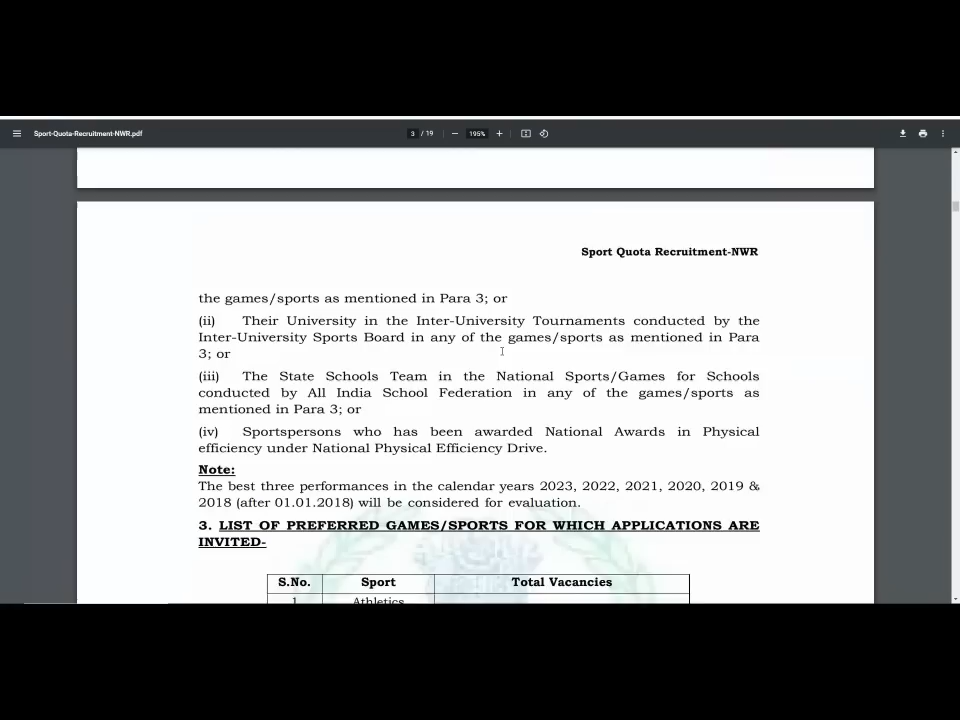 Sport-Quota-Recruitment-NWR.pdf
3 / 19
195%
Sport Quota Recruitment-NWR
the games/sports as mentioned in Para 3; or
(ii) Their University in the Inter-University Tournaments conducted by the
Inter-University Sports Board in any of the games/sports as mentioned in Para
3; or
(iii) The State Schools Team in the National Sports/Games for Schools
conducted by All India School Federation in any of the games/sports as
mentioned in Para 3; or
(iv) Sportspersons who has been awarded National Awards in Physical
efficiency under National Physical Efficiency Drive.
Note:
The best three performances in the calendar years 2023, 2022, 2021, 2020, 2019 &
2018 (after 01.01.2018) will be considered for evaluation.
3. LIST OF PREFERRED GAMES/SPORTS FOR WHICH APPLICATIONS ARE
INVITED-
S.No. Sport Total Vacancies
1 Athletics